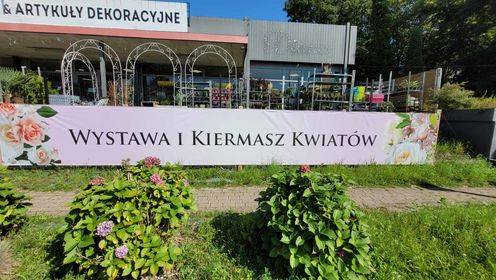 & ARTYKUŁY DEKORACYJNE
WYSTAWA I KIERMASZ KWIATÓW